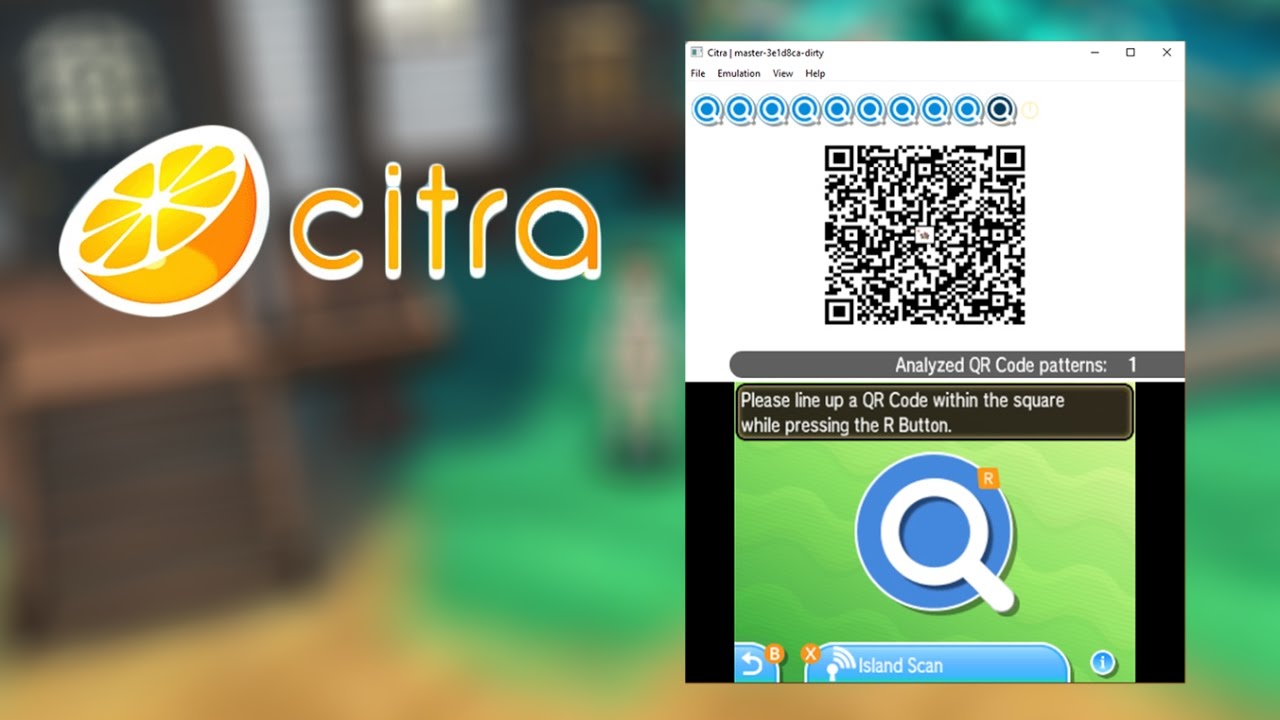 citra
Citra | master-3e1d8ca-dirty
File Emulation View Help
Analyzed QR Code patterns: 1
Please line up a QR Code within the square
while pressing the R Button.
R
B
X
Island Scan
i